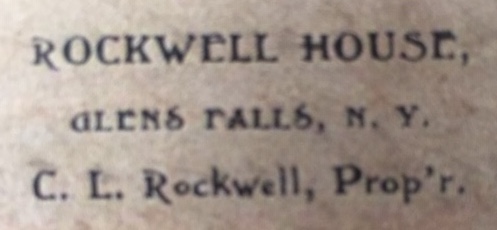 ROCKWELL HOUSE,
GLENS FALLS, N. Y.
C. L. Rockwell, Prop'r.